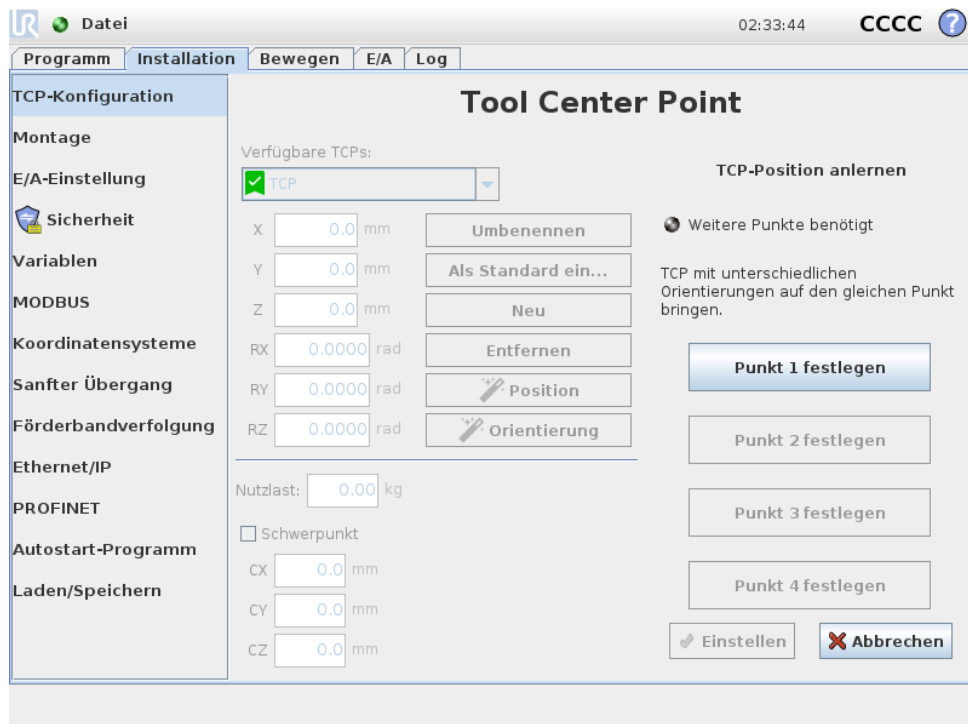 UR Datei 02:33:44 CCCC ?
Programm Installation Bewegen E/A Log
TCP-Konfiguration
Montage
E/A-Einstellung
Sicherheit
Variablen
MODBUS
Koordinatensysteme
Sanfter Übergang
Förderbandverfolgung
Ethernet/IP
PROFINET
Autostart-Programm
Laden/Speichern
Tool Center Point
Verfügbare TCPs:
TCP
X 0.0 mm Umbenennen
Y 0.0 mm Als Standard ein...
Z 0.0 mm Neu
RX 0.0000 rad Entfernen
RY 0.0000 rad Position
RZ 0.0000 rad Orientierung
Nutzlast: 0.00 kg
Schwerpunkt
CX 0.0 mm
CY 0.0 mm
CZ 0.0 mm
TCP-Position anlernen
Weitere Punkte benötigt
TCP mit unterschiedlichen
Orientierungen auf den gleichen Punkt
bringen.
Punkt 1 festlegen
Punkt 2 festlegen
Punkt 3 festlegen
Punkt 4 festlegen
Einstellen Abbrechen